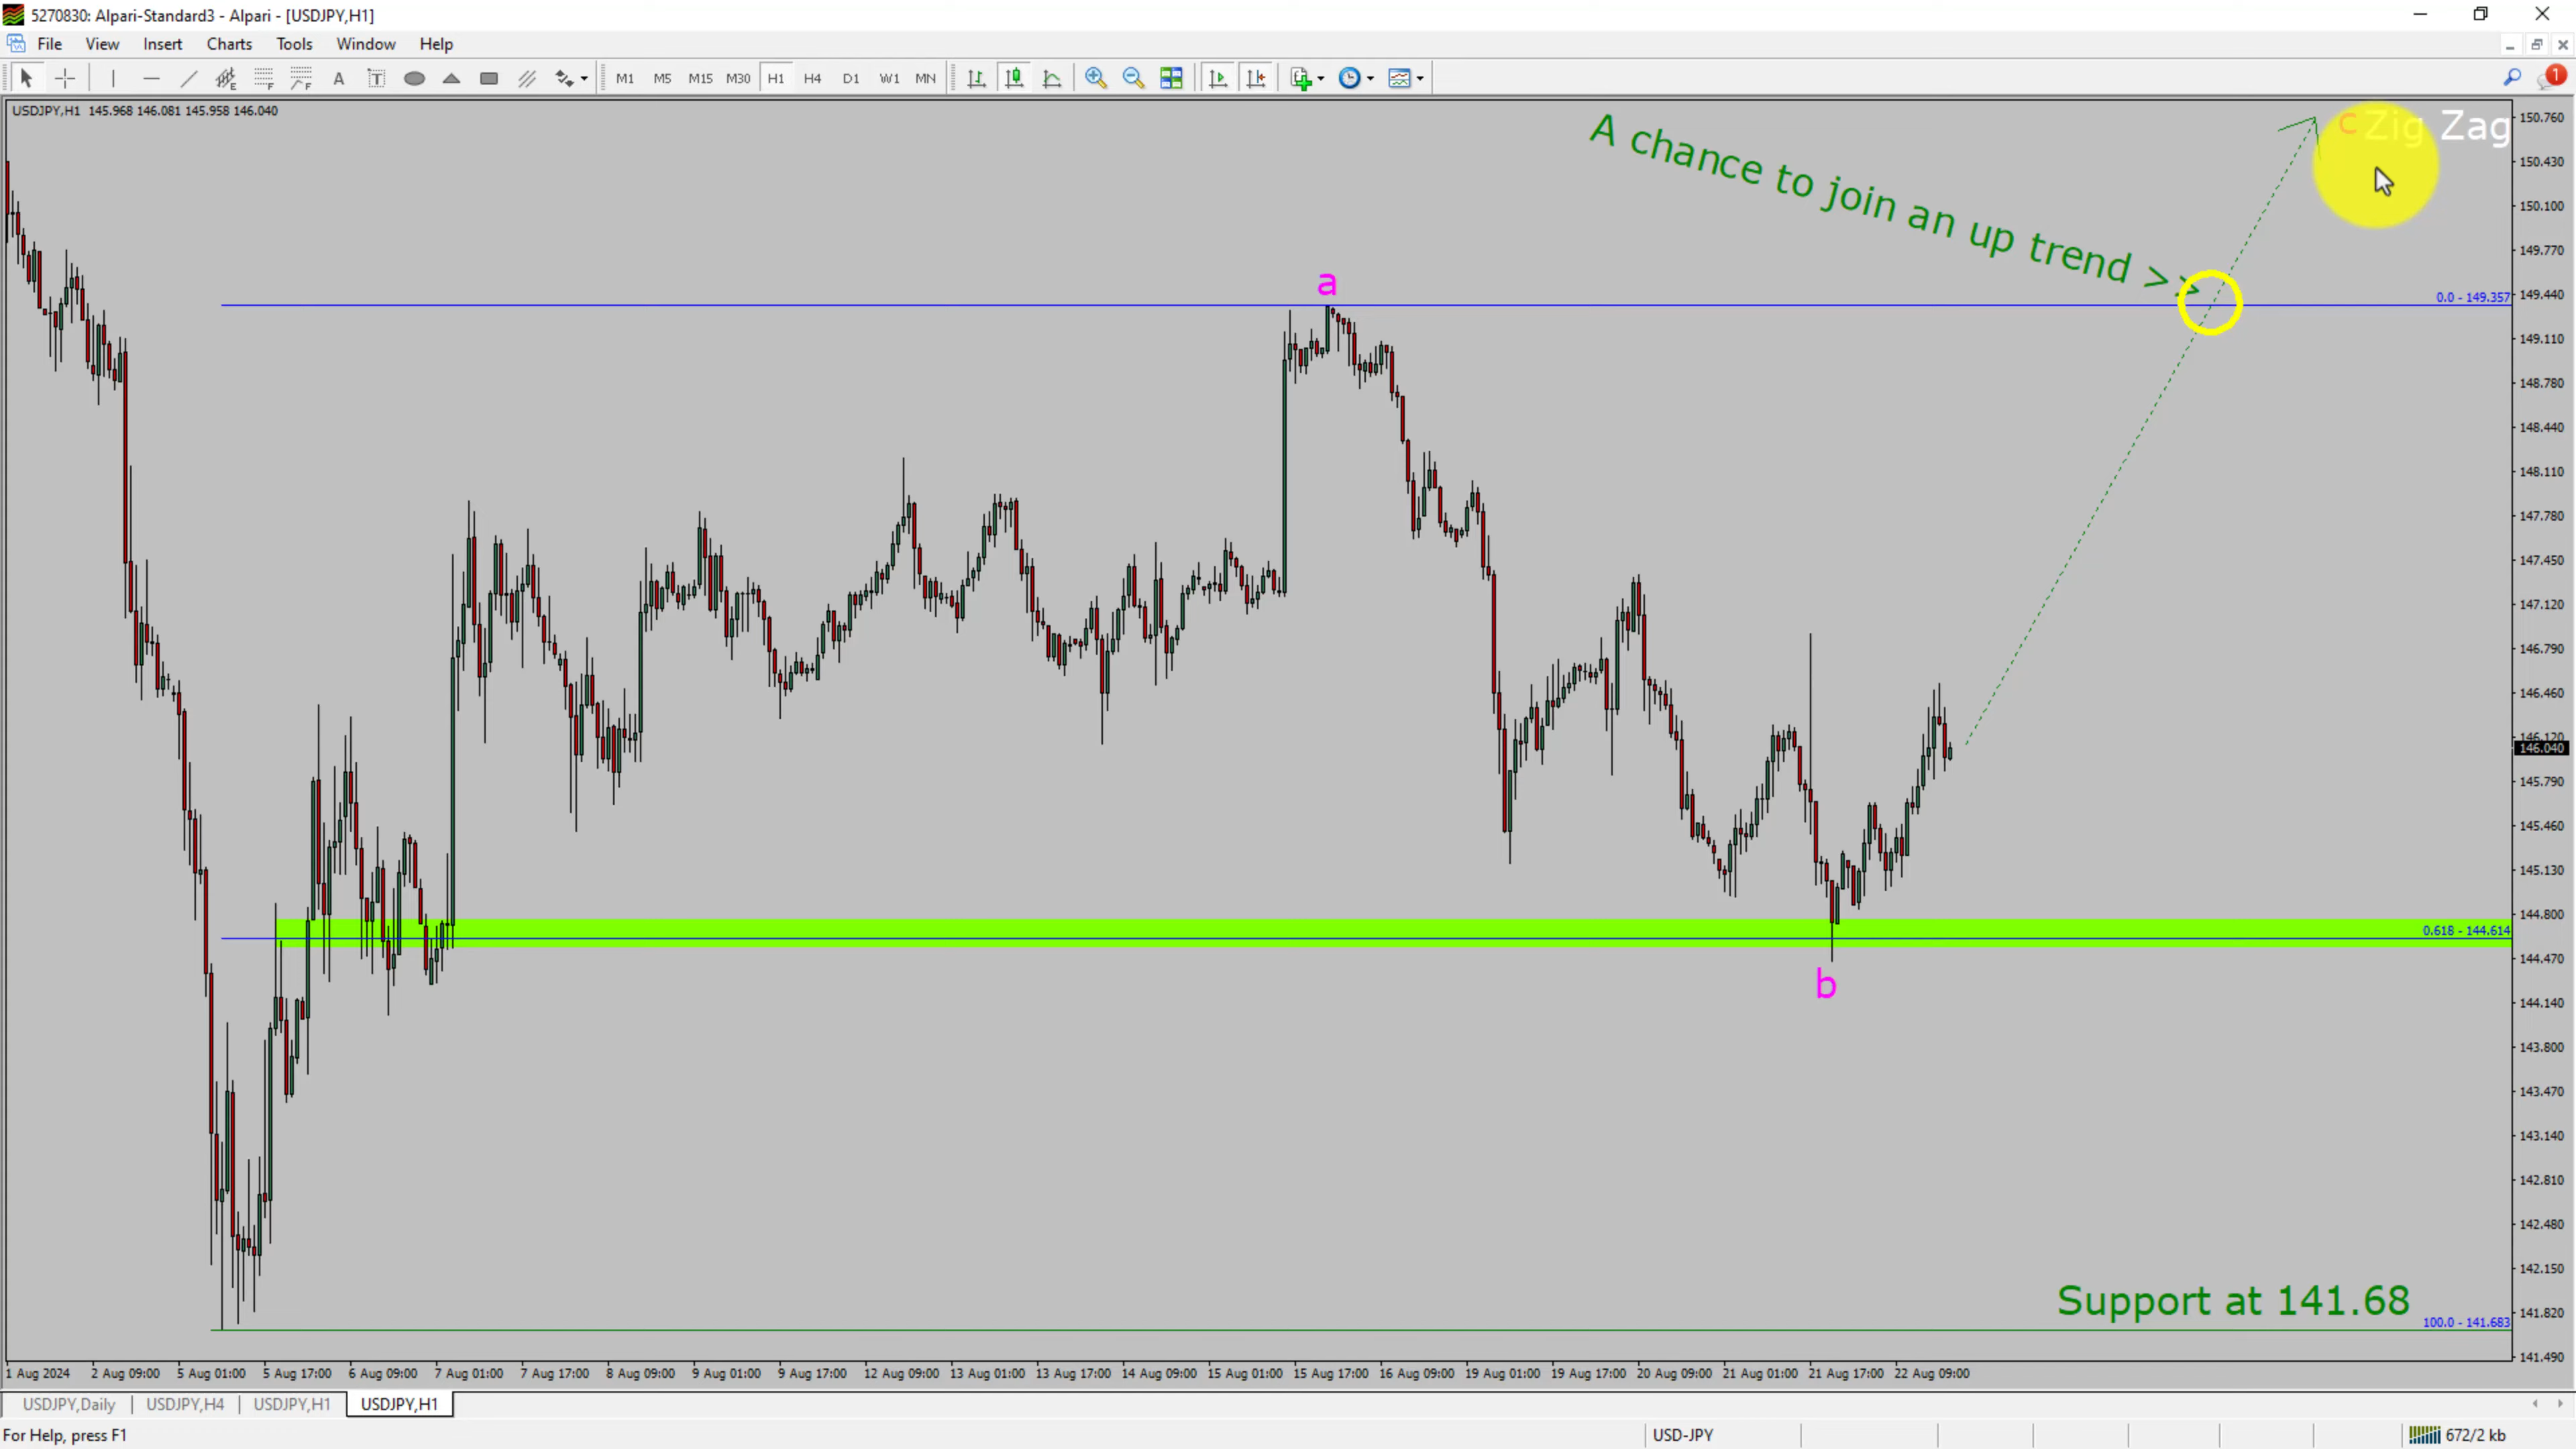 5270830: Alpari-Standard3 - Alpari - [USDJPY,H1]
File View Insert Charts Tools Window Help
A T M1 M5 M15 M30 H1 H4 D1 W1 MN 1
USDJPY,H1 145.968 146.081 145.958 146.040
A chance to join an up trend >>
c Zig Zag
a
b
0.0 - 149.357
0.618 - 144.614
Support at 141.68
100.0 - 141.683
150.760
150.430
150.100
149.770
149.440
149.110
148.780
148.440
148.110
147.780
147.450
147.120
146.790
146.460
146.120
146.040
145.790
145.460
145.130
144.800
144.470
144.140
143.800
143.470
143.140
142.810
142.480
142.150
141.820
141.490
1 Aug 2024 2 Aug 09:00 5 Aug 01:00 5 Aug 17:00 6 Aug 09:00 7 Aug 01:00 7 Aug 17:00 8 Aug 09:00 9 Aug 01:00 9 Aug 17:00 12 Aug 09:00 13 Aug 01:00 13 Aug 17:00 14 Aug 09:00 15 Aug 01:00 15 Aug 17:00 16 Aug 09:00 19 Aug 01:00 19 Aug 17:00 20 Aug 09:00 21 Aug 01:00 21 Aug 17:00 22 Aug 09:00
USDJPY,Daily USDJPY,H4 USDJPY,H1 USDJPY,H1
For Help, press F1 USD-JPY 672/2 kb